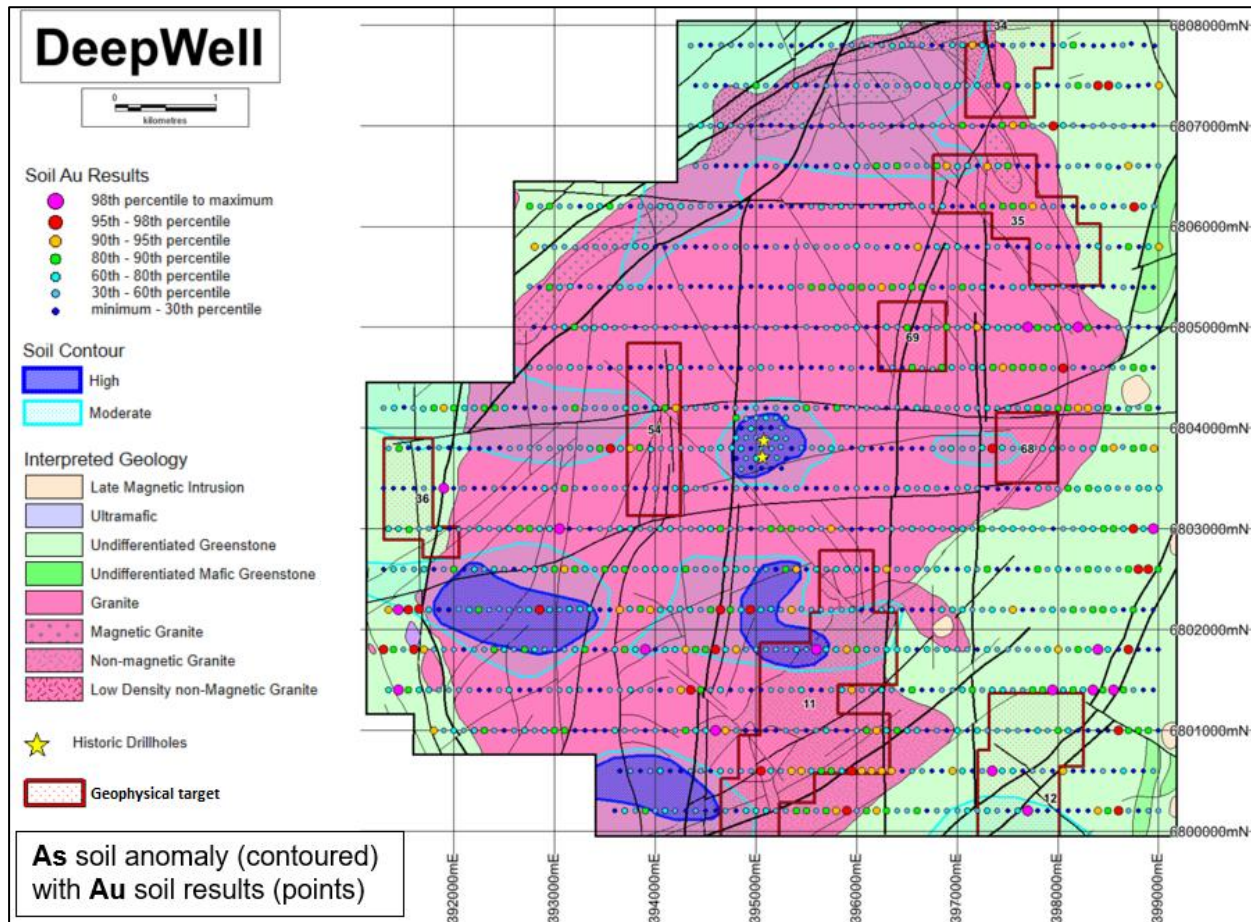 DeepWell
0 1
kilometres
Soil Au Results
98th percentile to maximum
95th - 98th percentile
90th - 95th percentile
80th - 90th percentile
60th - 80th percentile
30th - 60th percentile
minimum - 30th percentile
Soil Contour
High
Moderate
Interpreted Geology
Late Magnetic Intrusion
Ultramafic
Undifferentiated Greenstone
Undifferentiated Mafic Greenstone
Granite
Magnetic Granite
Non-magnetic Granite
Low Density non-Magnetic Granite
Historic Drillholes
Geophysical target
As soil anomaly (contoured)
with Au soil results (points)
34
35
69
54
68
36
11
12
6808000mN
6807000mN
6806000mN
6805000mN
6804000mN
6803000mN
6802000mN
6801000mN
6800000mN
392000mE
393000mE
394000mE
395000mE
396000mE
397000mE
398000mE
399000mE